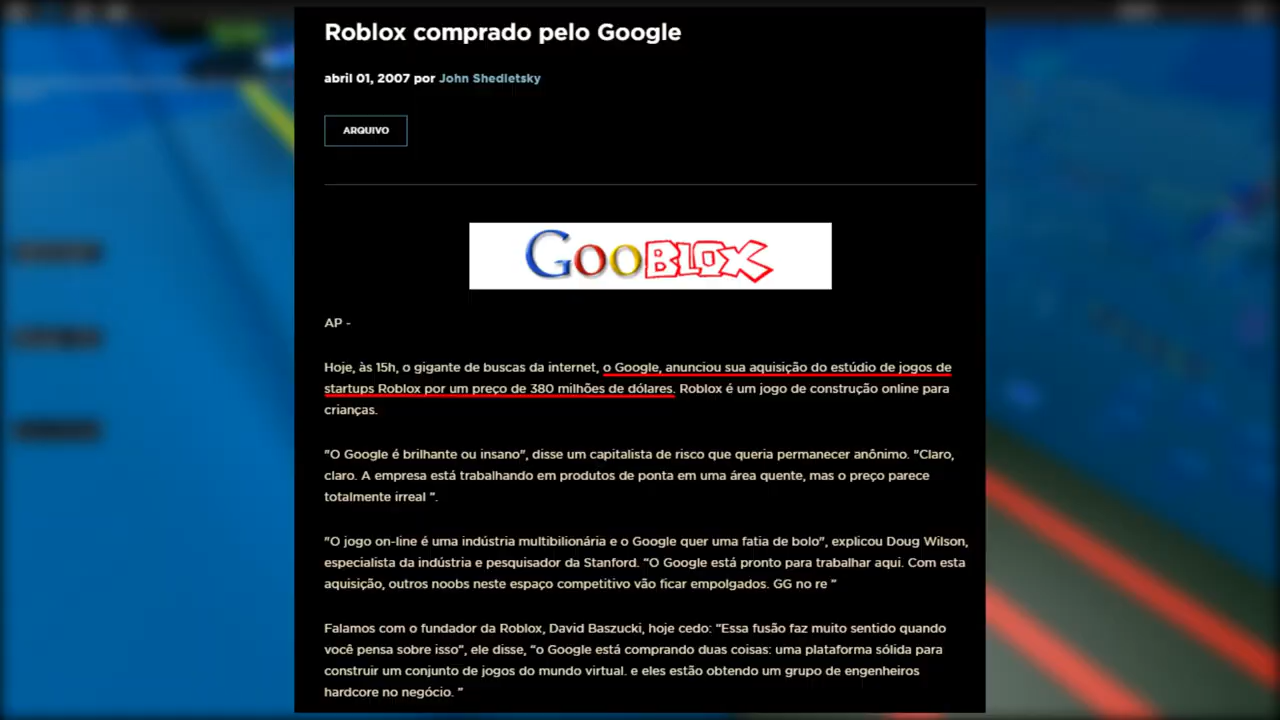 Roblox comprado pelo Google
abril 01, 2007 por John Shedletsky
ARQUIVO
GOOBLOX
AP -
Hoje, às 15h, o gigante de buscas da internet, o Google, anunciou sua aquisição do estúdio de jogos de
startups Roblox por um preço de 380 milhões de dólares. Roblox é um jogo de construção online para
crianças.
"O Google é brilhante ou insano", disse um capitalista de risco que queria permanecer anônimo. "Claro,
claro. A empresa está trabalhando em produtos de ponta em uma área quente, mas o preço parece
totalmente irreal ”.
"O jogo on-line é uma indústria multibilionária e o Google quer uma fatia de bolo", explicou Doug Wilson,
especialista da indústria e pesquisador da Stanford. “O Google está pronto para trabalhar aqui. Com esta
aquisição, outros noobs neste espaço competitivo vão ficar empolgados. GG no re ”
Falamos com o fundador da Roblox, David Baszucki, hoje cedo: “Essa fusão faz muito sentido quando
você pensa sobre isso”, ele disse, “o Google está comprando duas coisas: uma plataforma sólida para
construir um conjunto de jogos do mundo virtual. e eles estão obtendo um grupo de engenheiros
hardcore no negócio. ”